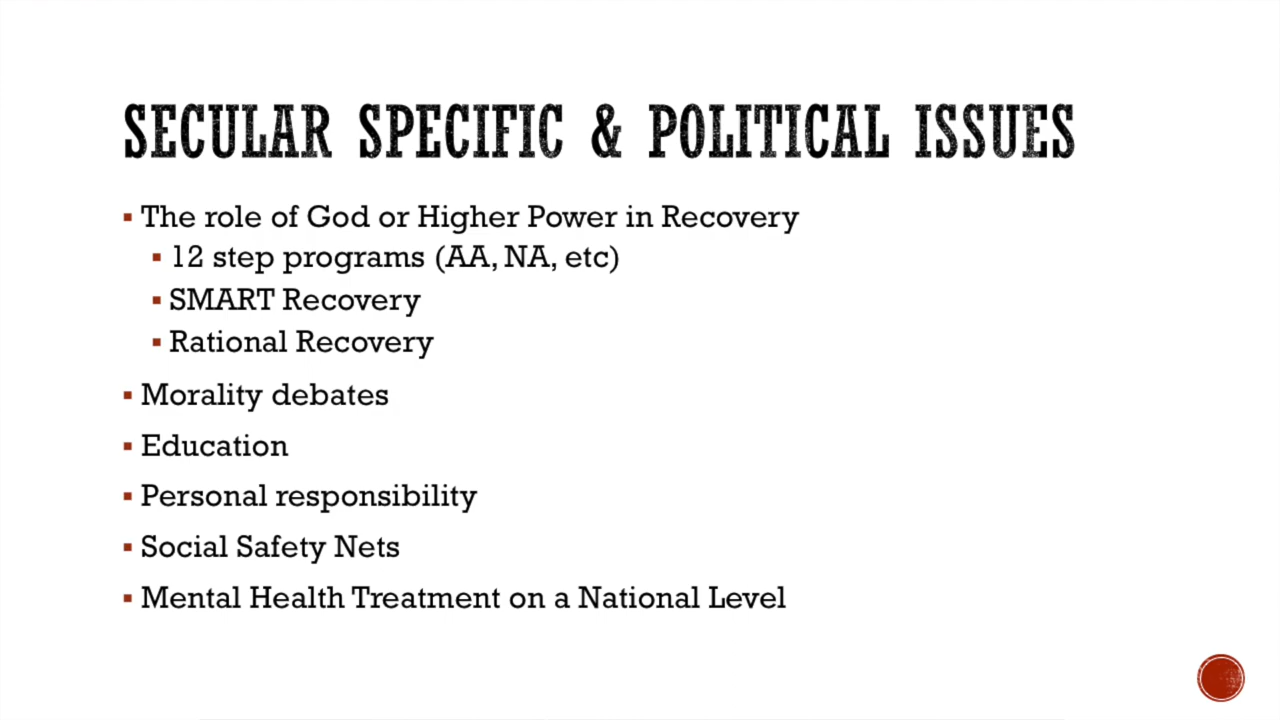 SECULAR SPECIFIC & POLITICAL ISSUES
▪ The role of God or Higher Power in Recovery
▪ 12 step programs (AA, NA, etc)
▪ SMART Recovery
▪ Rational Recovery
▪ Morality debates
▪ Education
▪ Personal responsibility
▪ Social Safety Nets
▪ Mental Health Treatment on a National Level